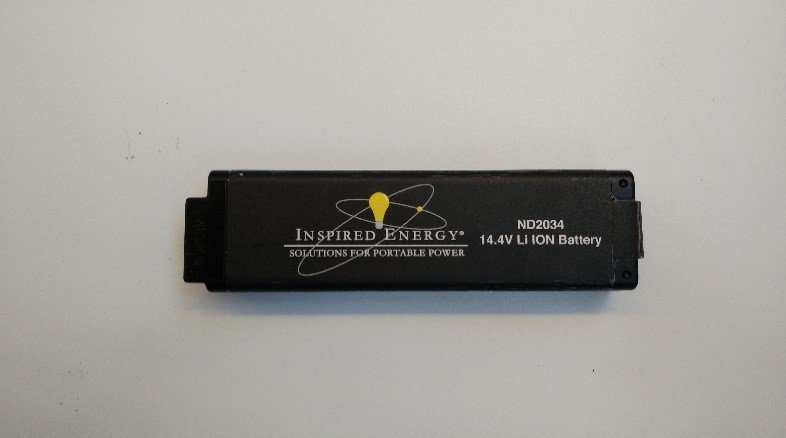 INSPIRED ENERGY®
SOLUTIONS FOR PORTABLE POWER
ND2034
14.4V Li ION Battery